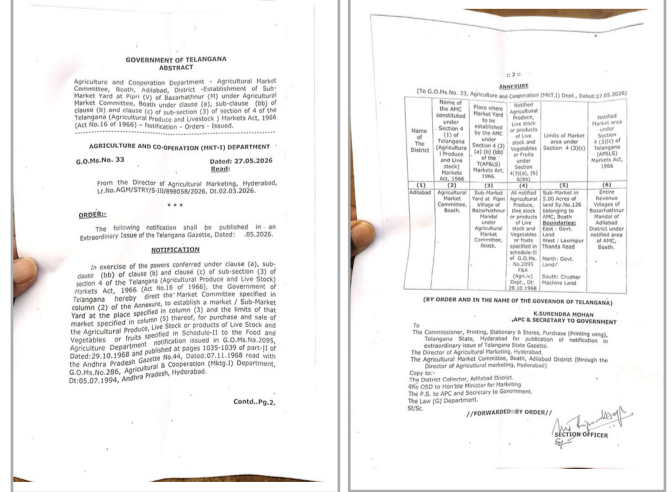 GOVERNMENT OF TELANGANA
ABSTRACT
Agriculture and Cooperation Department – Agricultural Market
Committee, Boath, Adilabad, District –Establishment of Sub-
Market Yard at Pipri (V) of Bazarhathnur (M) under Agricultural
Market Committee, Boath under clause (a), sub-clause (bb) of
clause (b) and clause (c) of sub-section (3) of section 4 of the
Telangana (Agricultural Produce and Livestock ) Markets Act, 1966
(Act No.16 of 1966) – Notification – Orders - Issued.
AGRICULTURE AND CO-OPERATION (MKT-I) DEPARTMENT
G.O.Ms.No. 33 Dated: 27.05.2026
Read:
From the Director of Agricultural Marketing, Hyderabad,
Lr.No.AGM/STRY/5-III/899059/2026, Dt.02.03.2026.
* * *
ORDER:-
The following notification shall be published in an
Extraordinary Issue of the Telangana Gazette, Dated: .05.2026.
NOTIFICATION
In exercise of the powers conferred under clause (a), sub-
clause (bb) of clause (b) and clause (c) of sub-section (3) of
section 4 of the Telangana (Agricultural Produce and Live Stock)
Markets Act, 1966. (Act No.16 of 1966), the Government of
Telangana hereby direct the Market Committee specified in
column (2) of the Annexure, to establish a market / Sub-Market
Yard at the place specified in column (3) and the limits of that
market specified in column (5) thereof, for purchase and sale of
the Agricultural Produce, Live Stock or products of Live Stock and
Vegetables or fruits specified in Schedule-II to the Food and
Agriculture Department notification issued in G.O.Ms.No.2095,
Dated:29.10.1968 and published at pages 1035-1039 of part-II of
the Andhra Pradesh Gazette No.44, Dated:07.11.1968 read with
G.O.Ms.No.286, Agricultural & Cooperation (Mktg.I) Department,
Dt:05.07.1994, Andhra Pradesh, Hyderabad.
Contd..Pg.2.
:: 2 ::
ANNEXURE
(To G.O.Ms.No. 33, Agriculture and Cooperation (MKT.I) Dept., Dated:27.05.2026)
Name
of
The
District
Name of
the AMC
constituted
under
Section 4
(1) of
Telangana
(Agricultura
l Produce
and Live
stock)
Markets
Act, 1966
Place where
Market Yard
to be
established
by the AMC
under
Section 4 (3)
(a) (b) (bb)
of the
T(AP&LS)
Markets Act,
1966.
Notified
Agricultural
Produce,
Live stock
or products
of Live
stock and
Vegetables
or Fruits
under
Section
4(3)(a), (b)
&(bb)
Limits of Market
area under
Section 4(3)(c)
Notified
Market area
under
Section
4 (3)(c) of
Telangana
(AP&LS)
Markets Act,
1966.
(1) (2) (3) (4) (5) (6)
Adilabad
Agricultural
Market
Committee,
Boath.
Sub-Market
Yard at Pipri
Village of
Bazarhathnur
Mandal
under
Agricultural
Market
Committee,
Boath.
All notified
Agricultural
Produce,
Live stock
or products
of Live
stock and
Vegetables
or fruits
specified in
schedule-II
of G.O.Ms.
No.2095
F&A
(Agri.iv)
Dept., Dt:
29.10.1968
Sub-Market in
5.00 Acres of
land Sy.No.126
belonging to
AMC, Boath
Boundaries:
East : Govt.
Land
West : Laxmipur
Thanda Road
North: Govt.
Land
South: Crusher
Machine Land
Entire
Revenue
Villages of
Bazarhathnur
Mandal of
Adilabad
District under
notified area
of AMC,
Boath
(BY ORDER AND IN THE NAME OF THE GOVERNOR OF TELANGANA)
K.SURENDRA MOHAN
APC & SECRETARY TO GOVERNMENT
To
The Commissioner, Printing, Stationery & Stores, Purchase (Printing wing),
Telangana State, Hyderabad for publication of notification in
extraordinary issue of Telangana State Gazette.
The Director of Agricultural Marketing, Hyderabad.
The Agricultural Market Committee, Boath, Adilabad District (through the
Director of Agricultural marketing, Hyderabad)
Copy to:-
The District Collector, Adilabad District.
The OSD to Hon'ble Minister for Marketing.
The P.S. to APC and Secretary to Government.
The Law (G) Department.
Sf/Sc.
//FORWARDED::BY ORDER//
SECTION OFFICER